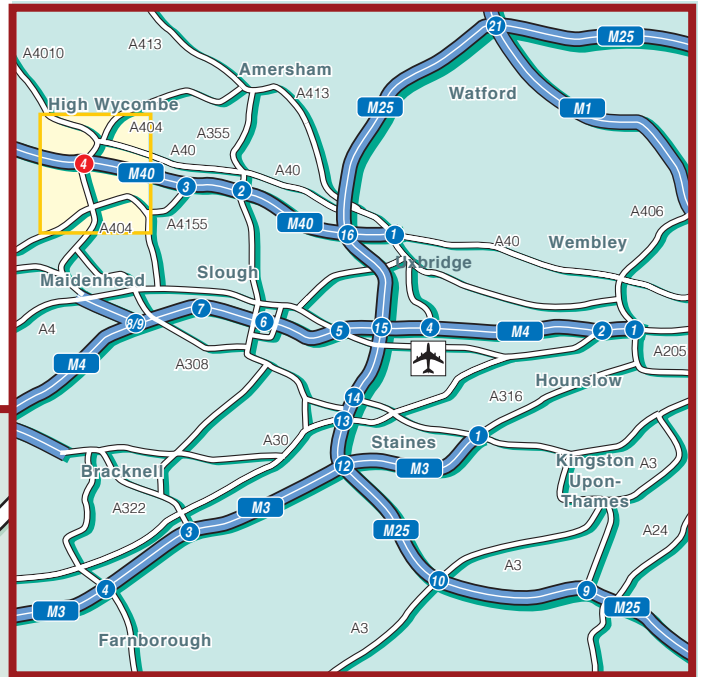 21
M25
A413
A4010
Amersham
A413
M25
Watford
M1
High Wycombe
A404
A355
A40
4
M40
3
2
A40
A406
A404
A4155
M40
16
1
A40
Wembley
Uxbridge
Slough
Maidenhead
7
8/9
6
5
15
4
M4
2
1
A4
M4
A308
A205
Hounslow
A316
14
13
1
A30
Staines
12
M3
Kingston
Upon-
Thames
A3
Bracknell
A322
M3
3
M25
A24
A3
10
9
4
M3
M25
Farnborough
A3